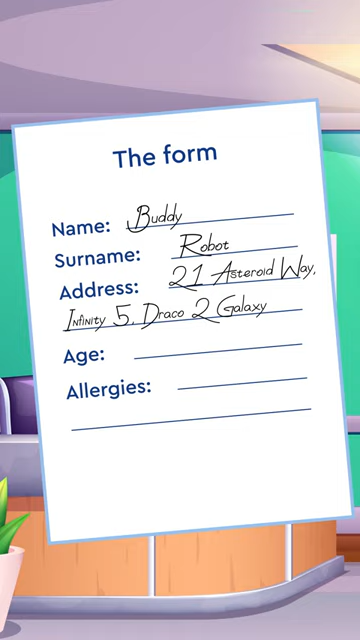 The form
Name: Buddy
Surname: Robot
Address: 21 Asteroid Way,
Infinity 5, Draco 2 Galaxy
Age:
Allergies: